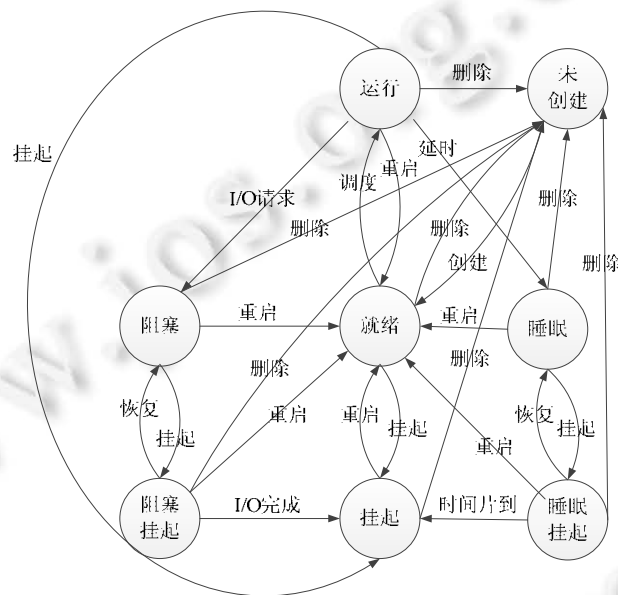 删除
运行
未
创建
挂起
延时
重启
调度
I/O请求
删除
删除
删除
创建
删除
阻塞
重启
就绪
重启
睡眠
删除
删除
恢复
挂起
重启
重启
挂起
重启
恢复
挂起
阻塞
挂起
I/O完成
挂起
时间片到
睡眠
挂起